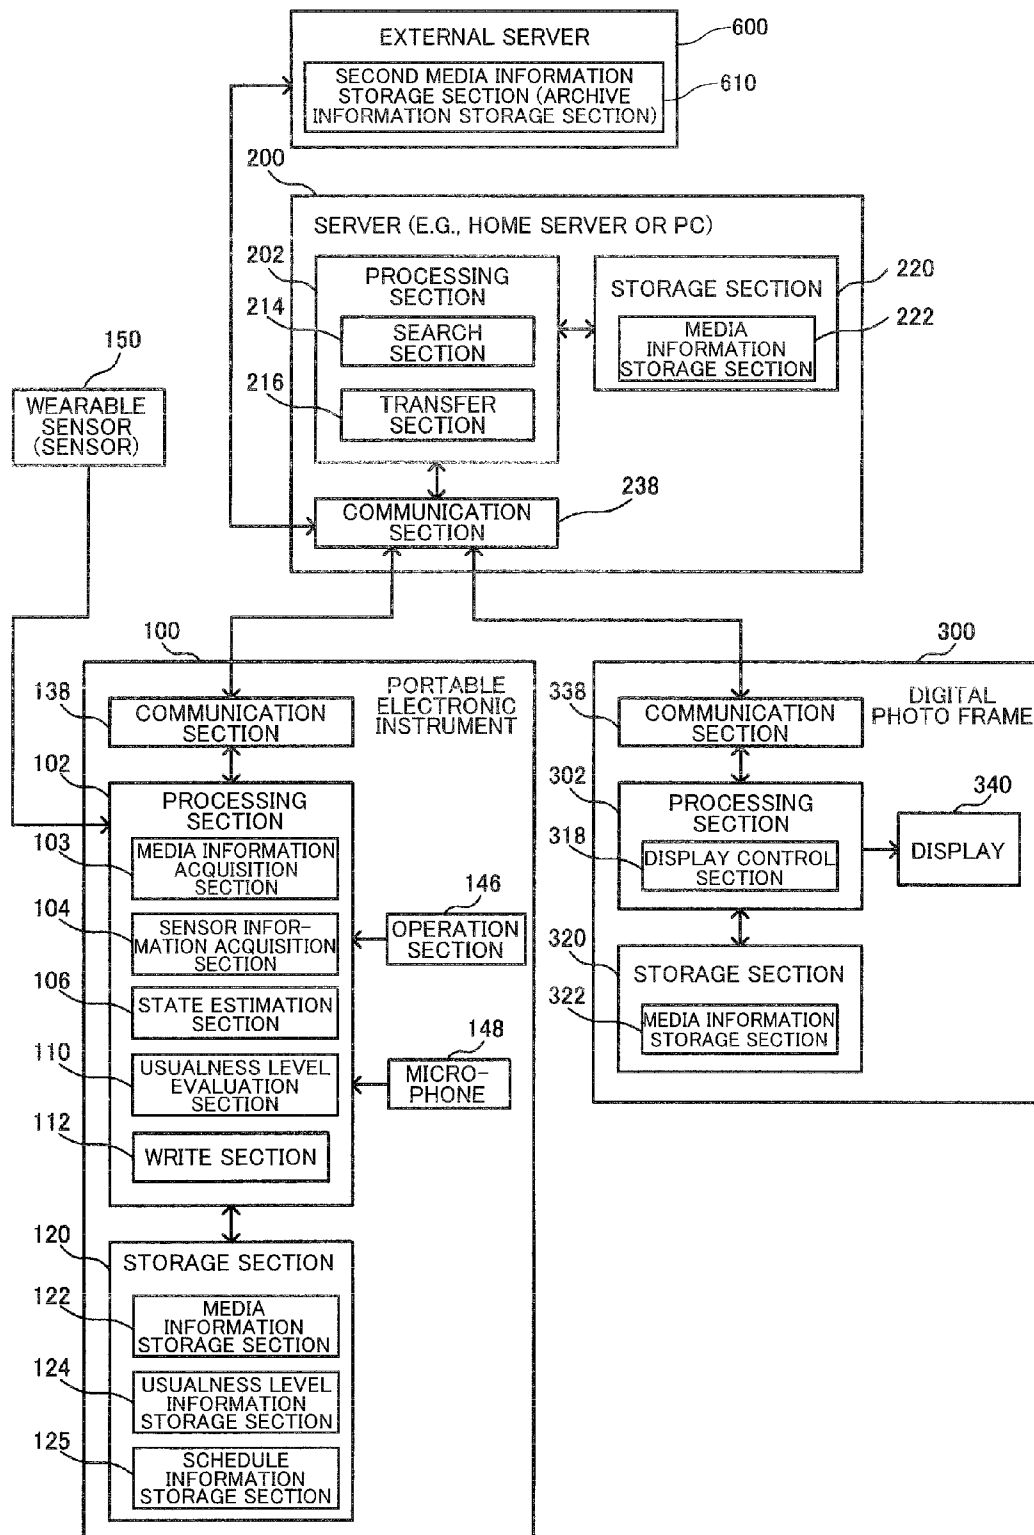 EXTERNAL SERVER
600
SECOND MEDIA INFORMATION
STORAGE SECTION (ARCHIVE
INFORMATION STORAGE SECTION)
610
200
SERVER (E.G., HOME SERVER OR PC)
202
PROCESSING
SECTION
214
SEARCH
SECTION
216
TRANSFER
SECTION
STORAGE SECTION
220
MEDIA
INFORMATION
STORAGE SECTION
222
150
WEARABLE
SENSOR
(SENSOR)
COMMUNICATION
SECTION
238
100
PORTABLE
ELECTRONIC
INSTRUMENT
138
COMMUNICATION
SECTION
102
PROCESSING
SECTION
103
MEDIA INFORMATION
ACQUISITION
SECTION
104
SENSOR INFOR-
MATION ACQUISITION
SECTION
106
STATE ESTIMATION
SECTION
110
USUALNESS LEVEL
EVALUATION
SECTION
112
WRITE SECTION
146
OPERATION
SECTION
148
MICRO-
PHONE
120
STORAGE SECTION
122
MEDIA
INFORMATION
STORAGE SECTION
124
USUALNESS LEVEL
INFORMATION
STORAGE SECTION
125
SCHEDULE
INFORMATION
STORAGE SECTION
300
DIGITAL
PHOTO FRAME
338
COMMUNICATION
SECTION
302
PROCESSING
SECTION
318
DISPLAY CONTROL
SECTION
340
DISPLAY
320
STORAGE SECTION
322
MEDIA INFORMATION
STORAGE SECTION